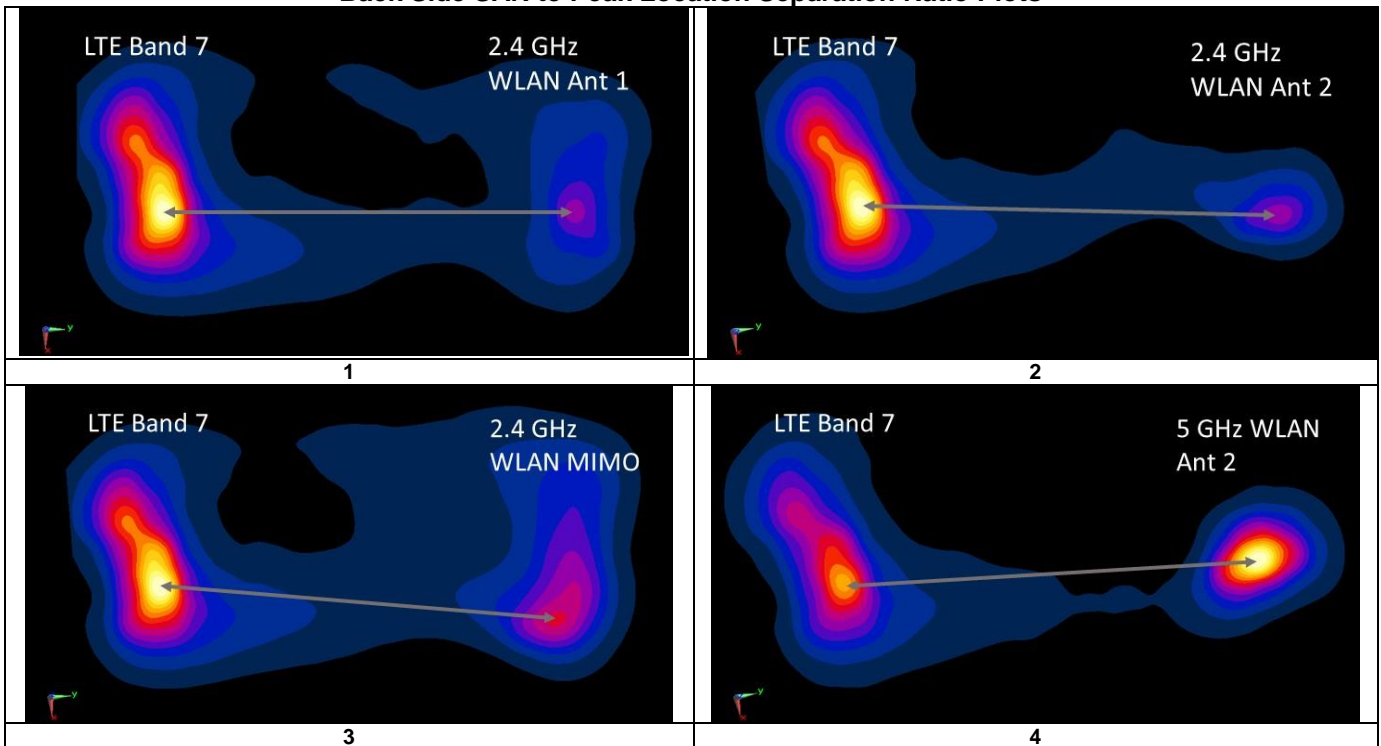 LTE Band 7
2.4 GHz
WLAN Ant 1
LTE Band 7
2.4 GHz
WLAN Ant 2
1
2
LTE Band 7
2.4 GHz
WLAN MIMO
LTE Band 7
5 GHz WLAN
Ant 2
3
4